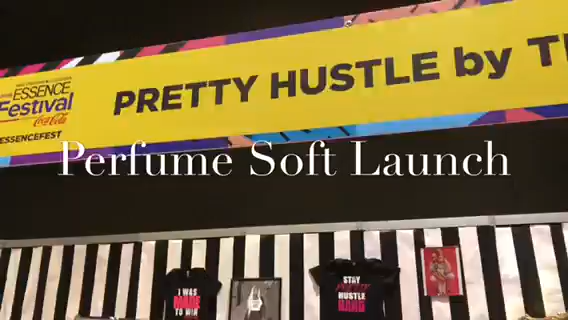 ESSENCE
Festival
Coca-Cola
ESSENCEFEST
PRETTY HUSTLE by T
Perfume Soft Launch
I WAS
MADE
TO WIN
STAY
PRETTY
HUSTLE
HARD